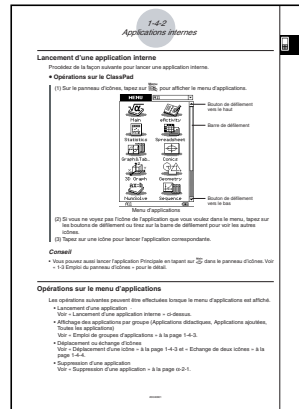 1-4-2
Applications internes
Lancement d'une application interne
Procédez de la façon suivante pour lancer une application interne.
• Opérations sur le ClassPad
(1) Sur le panneau d'icônes, tapez sur Menu pour afficher le menu d'applications.
MENU All
Bouton de défilement
vers le haut
Main eActivity
Barre de défilement
Statistics Spreadsheet
Graph&Tab. Conics
3D Graph Geometry
NumSolve Sequence
Bouton de défilement
vers le bas
Menu d'applications
(2) Si vous ne voyez pas l'icône de l'application que vous voulez dans le menu, tapez sur
les boutons de défilement ou tirez sur la barre de défilement pour voir les autres
icônes.
(3) Tapez sur une icône pour lancer l'application correspondante.
Conseil
• Vous pouvez aussi lancer l'application Principale en tapant sur dans le panneau d'icônes. Voir
« 1-3 Emploi du panneau d'icônes » pour le détail.
Opérations sur le menu d'applications
Les opérations suivantes peuvent être effectuées lorsque le menu d'applications est affiché.
• Lancement d'une application
Voir « Lancement d'une application interne » ci-dessus.
• Affichage des applications par groupe (Applications didactiques, Applications ajoutées,
Toutes les applications)
Voir « Emploi de groupes d'applications » à la page 1-4-3.
• Déplacement ou échange d'icônes
Voir « Déplacement d'une icône » à la page 1-4-3 et « Echange de deux icônes » à la
page 1-4-4.
• Suppression d'une application
Voir « Suppression d'une application » à la page α-2-1.